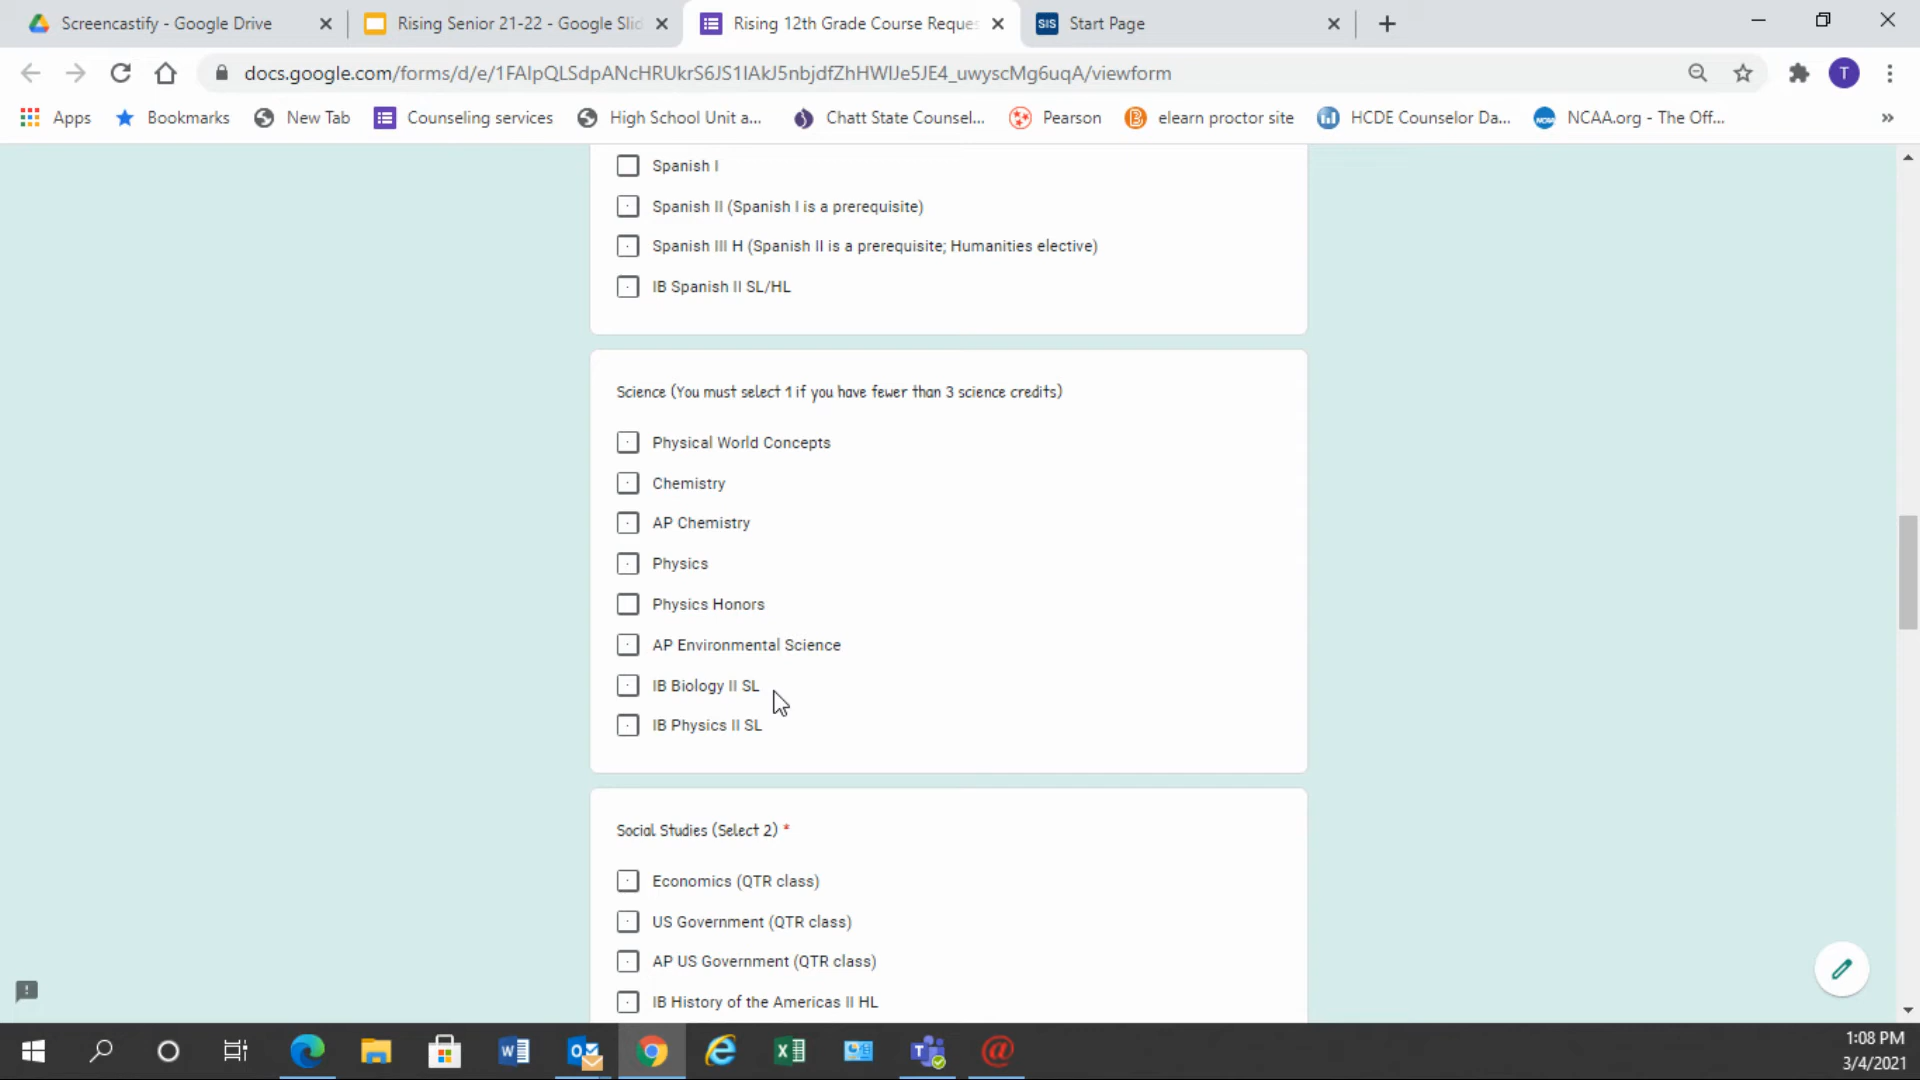 Screencastify - Google Drive
Rising Senior 21-22 - Google Slid
Rising 12th Grade Course Reques
SIS Start Page
docs.google.com/forms/d/e/1FAIpQLSdpANcHRUkrS6JS1IAkJ5nbjdfZhHWIJe5JE4_uwyscMg6uqA/viewform
T
Apps
Bookmarks
New Tab
Counseling services
High School Unit a...
Chatt State Counsel...
Pearson
elearn proctor site
HCDE Counselor Da...
NCAA.org - The Off...
»
Spanish I
Spanish II (Spanish I is a prerequisite)
Spanish III H (Spanish II is a prerequisite; Humanities elective)
IB Spanish II SL/HL
Science (You must select 1 if you have fewer than 3 science credits)
Physical World Concepts
Chemistry
AP Chemistry
Physics
Physics Honors
AP Environmental Science
IB Biology II SL
IB Physics II SL
Social Studies (Select 2) *
Economics (QTR class)
US Government (QTR class)
AP US Government (QTR class)
IB History of the Americas II HL
1:08 PM
3/4/2021